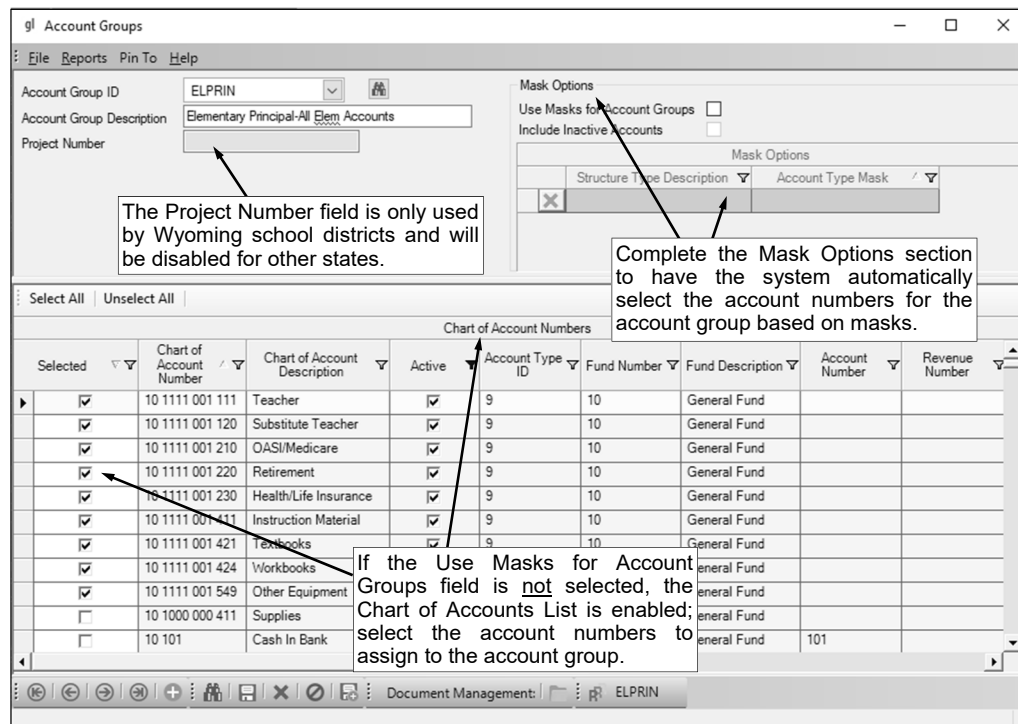 gl Account Groups
File Reports Pin To Help
Account Group ID ELPRIN
Account Group Description Elementary Principal-All Elem Accounts
Project Number
Mask Options
Use Masks for Account Groups
Include Inactive Accounts
Mask Options
Structure Type Description Account Type Mask
The Project Number field is only used
by Wyoming school districts and will
be disabled for other states.
Complete the Mask Options section
to have the system automatically
select the account numbers for the
account group based on masks.
Select All Unselect All
Chart of Account Numbers
Selected Chart of Account Number Chart of Account Description Active Account Type ID Fund Number Fund Description Account Number Revenue Number
10 1111 001 111 Teacher 9 10 General Fund
10 1111 001 120 Substitute Teacher 9 10 General Fund
10 1111 001 210 OASI/Medicare 9 10 General Fund
10 1111 001 220 Retirement 9 10 General Fund
10 1111 001 230 Health/Life Insurance 9 10 General Fund
10 1111 001 411 Instruction Material 9 10 General Fund
10 1111 001 421 Textbooks 9 10 General Fund
10 1111 001 424 Workbooks General Fund
10 1111 001 549 Other Equipment General Fund
10 1000 000 411 Supplies General Fund
10 101 Cash In Bank General Fund 101
If the Use Masks for Account
Groups field is not selected, the
Chart of Accounts List is enabled;
select the account numbers to
assign to the account group.
Document Management: ELPRIN